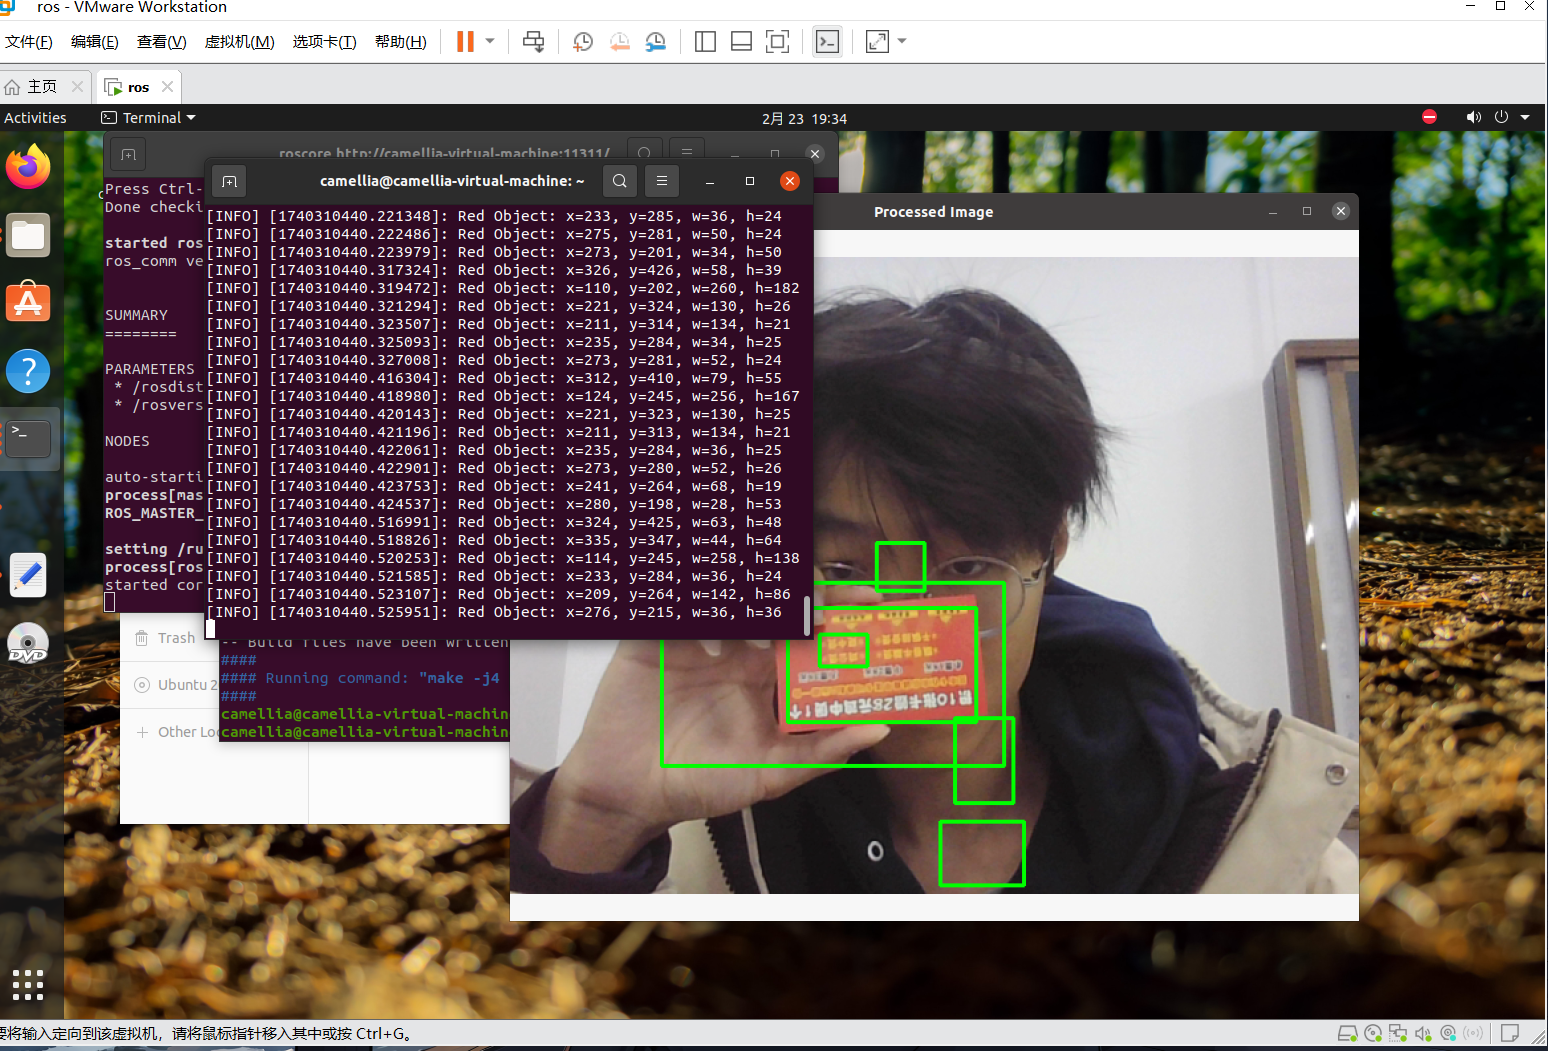 ros - VMware Workstation
文件(F) 编辑(E) 查看(V) 虚拟机(M) 选项卡(T) 帮助(H)
主页 ros
Activities Terminal 2月 23 19:34
roscore http://camellia-virtual-machine:11311/
camellia@camellia-virtual-machine: ~
Processed Image
Press Ctrl-
Done checki
started ros
ros_comm ve
SUMMARY
========
PARAMETERS
* /rosdist
* /rosvers
NODES
auto-starti
process[mas
ROS_MASTER_
setting /ru
process[ros
started cor
[INFO] [1740310440.221348]: Red Object: x=233, y=285, w=36, h=24
[INFO] [1740310440.222486]: Red Object: x=275, y=281, w=50, h=24
[INFO] [1740310440.223979]: Red Object: x=273, y=201, w=34, h=50
[INFO] [1740310440.317324]: Red Object: x=326, y=426, w=58, h=39
[INFO] [1740310440.319472]: Red Object: x=110, y=202, w=260, h=182
[INFO] [1740310440.321294]: Red Object: x=221, y=324, w=130, h=26
[INFO] [1740310440.323507]: Red Object: x=211, y=314, w=134, h=21
[INFO] [1740310440.325093]: Red Object: x=235, y=284, w=34, h=25
[INFO] [1740310440.327008]: Red Object: x=273, y=281, w=52, h=24
[INFO] [1740310440.416304]: Red Object: x=312, y=410, w=79, h=55
[INFO] [1740310440.418980]: Red Object: x=124, y=245, w=256, h=167
[INFO] [1740310440.420143]: Red Object: x=221, y=323, w=130, h=25
[INFO] [1740310440.421196]: Red Object: x=211, y=313, w=134, h=21
[INFO] [1740310440.422061]: Red Object: x=235, y=284, w=36, h=25
[INFO] [1740310440.422901]: Red Object: x=273, y=280, w=52, h=26
[INFO] [1740310440.423753]: Red Object: x=241, y=264, w=68, h=19
[INFO] [1740310440.424537]: Red Object: x=280, y=198, w=28, h=53
[INFO] [1740310440.516991]: Red Object: x=324, y=425, w=63, h=48
[INFO] [1740310440.518826]: Red Object: x=335, y=347, w=44, h=64
[INFO] [1740310440.520253]: Red Object: x=114, y=245, w=258, h=138
[INFO] [1740310440.521585]: Red Object: x=233, y=284, w=36, h=24
[INFO] [1740310440.523107]: Red Object: x=209, y=264, w=142, h=86
[INFO] [1740310440.525951]: Red Object: x=276, y=215, w=36, h=36
Trash
Ubuntu 2
Other Lo
-- Build files have been written
####
#### Running command: "make -j4
####
camellia@camellia-virtual-machin
camellia@camellia-virtual-machin
DVD
要将输入定向到该虚拟机，请将鼠标指针移入其中或按 Ctrl+G。